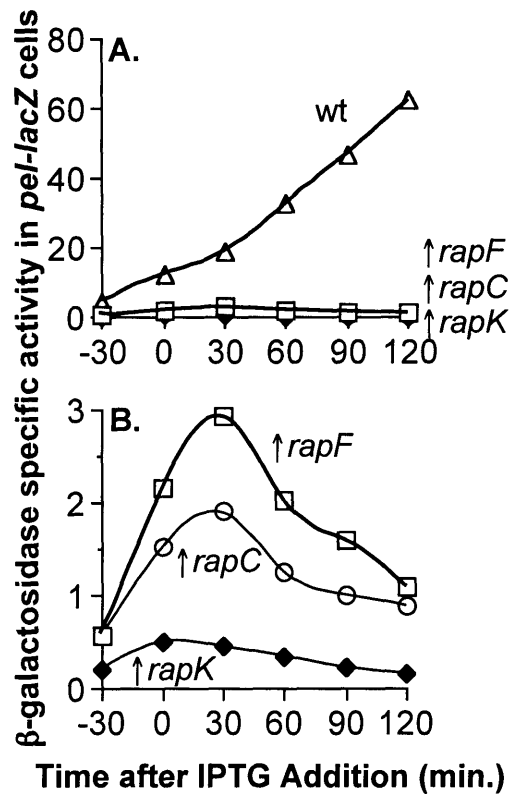 β-galactosidase specific activity in pel-lacZ cells
A.
80
60
40
20
0
wt
↑rapF
↑rapC
↑rapK
-30 0 30 60 90 120
B.
3
2
1
0
↑rapF
↑rapC
↑rapK
-30 0 30 60 90 120
Time after IPTG Addition (min.)